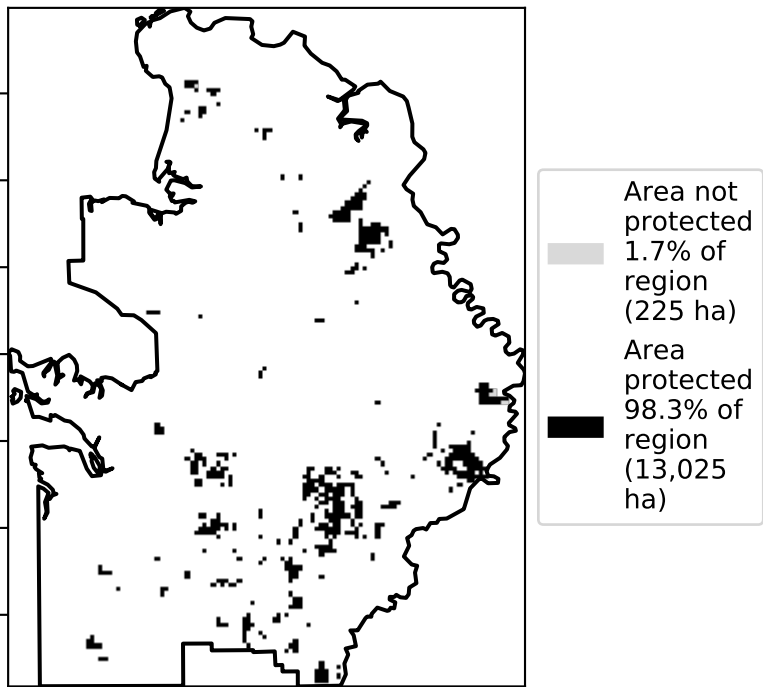 Area not
protected
1.7% of
region
(225 ha)
Area
protected
98.3% of
region
(13,025
ha)